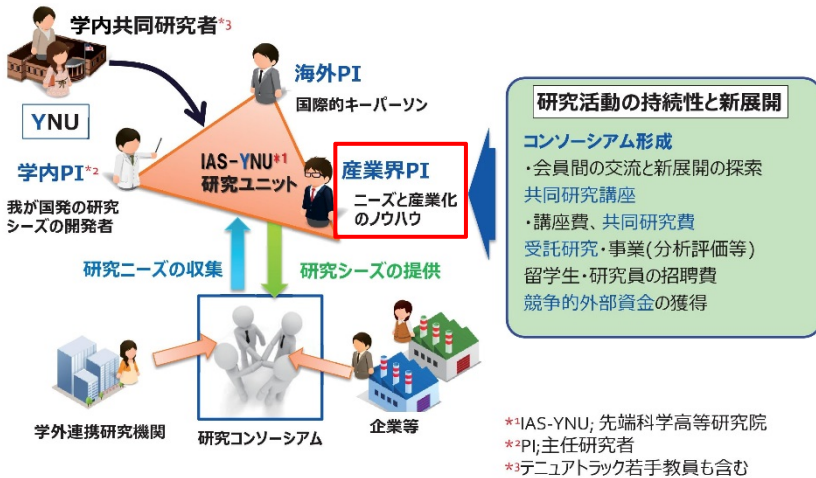 学内共同研究者*3
YNU
海外PI
国際的キーパーソン
学内PI*2
我が国発の研究
シーズの開発者
IAS-YNU*1
研究ユニット
産業界PI
ニーズと産業化
のノウハウ
研究ニーズの収集
研究シーズの提供
学外連携研究機関
研究コンソーシアム
企業等
研究活動の持続性と新展開
コンソーシアム形成
・会員間の交流と新展開の探索
共同研究講座
・講座費、共同研究費
受託研究・事業(分析評価等)
留学生・研究員の招聘費
競争的外部資金の獲得
*1IAS-YNU; 先端科学高等研究院
*2PI;主任研究者
*3テニュアトラック若手教員も含む